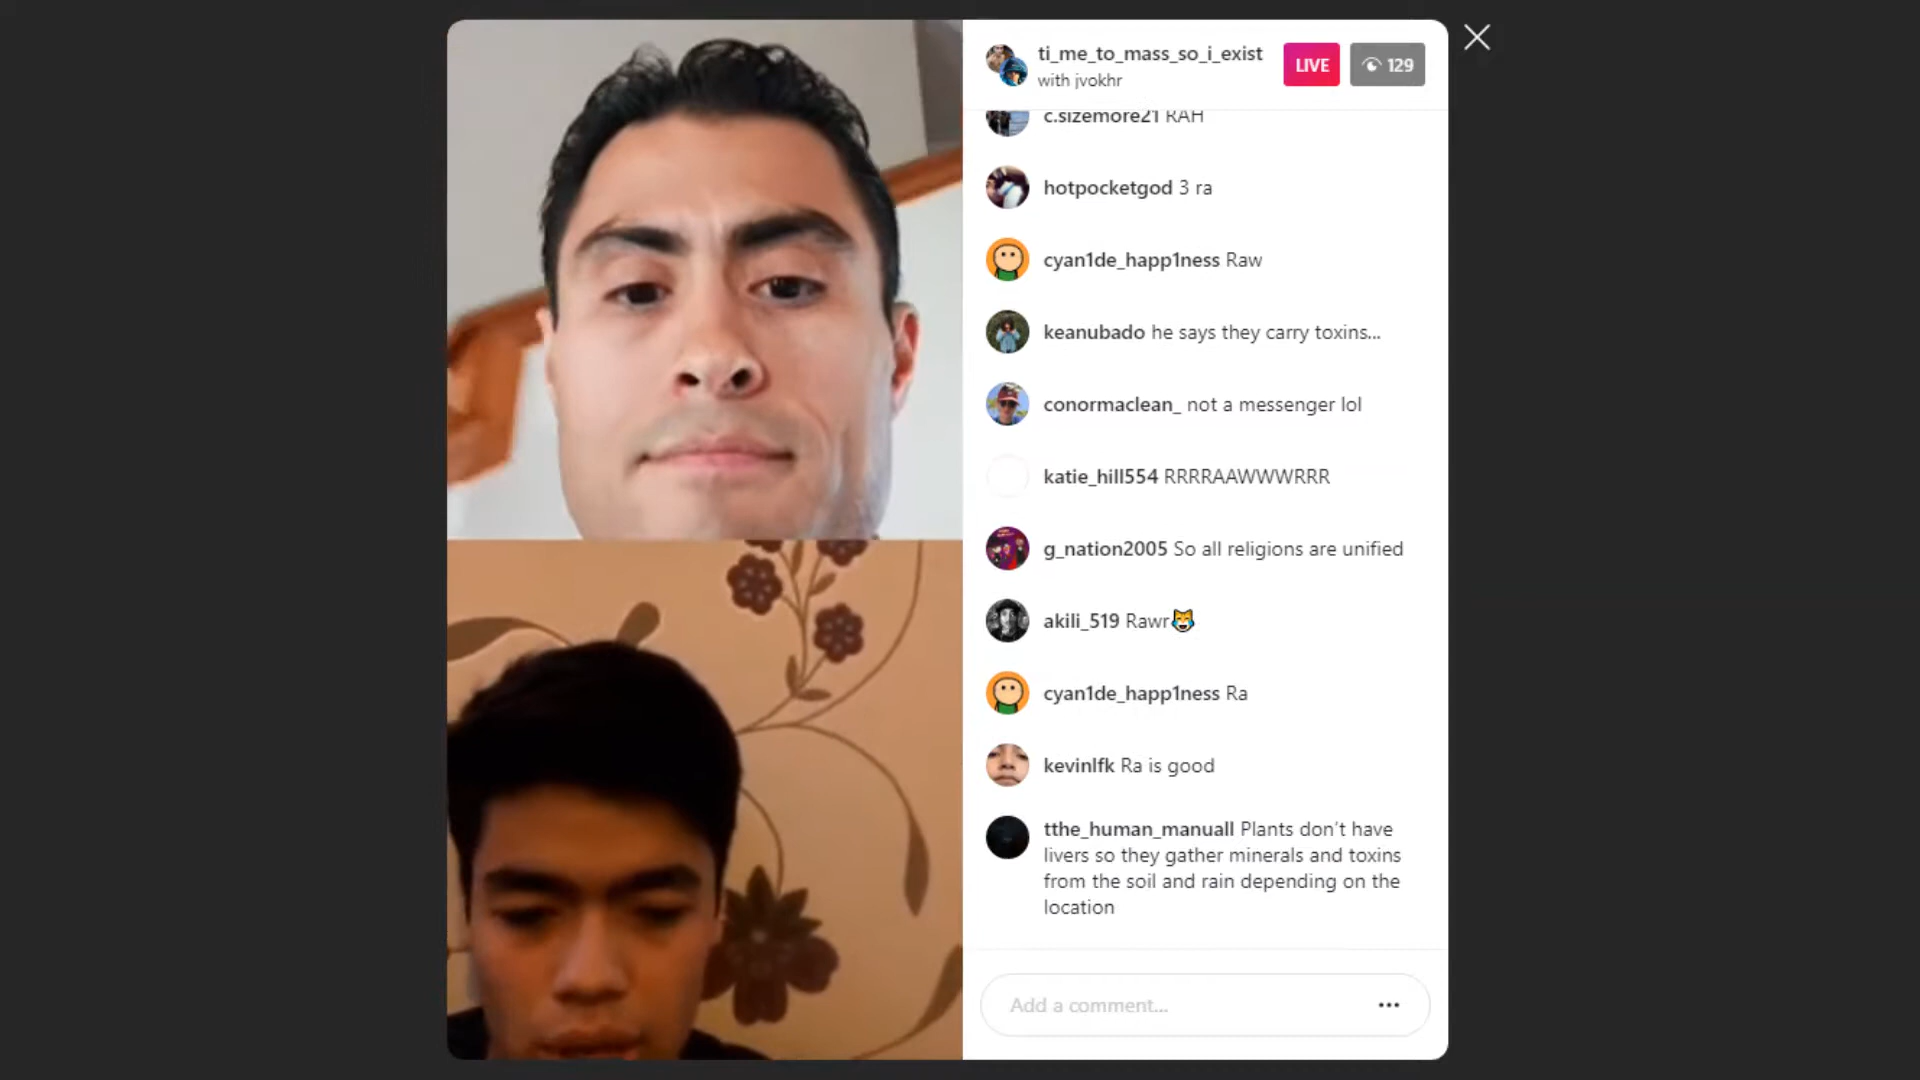 ti_me_to_mass_so_i_exist
with jvokhr
LIVE
129
c.sizemore21 RAH
hotpocketgod 3 ra
cyan1de_happ1ness Raw
keanubado he says they carry toxins...
conormaclean_ not a messenger lol
katie_hill554 RRRRAAWWWRRR
g_nation2005 So all religions are unified
akili_519 Rawr😹
cyan1de_happ1ness Ra
kevinlfk Ra is good
tthe_human_manuall Plants don’t have
livers so they gather minerals and toxins
from the soil and rain depending on the
location
Add a comment...